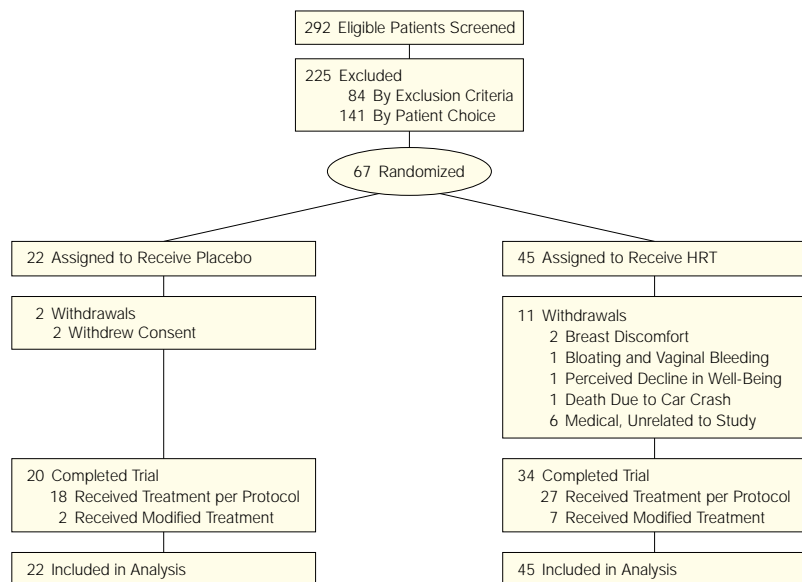 292 Eligible Patients Screened
225 Excluded
84 By Exclusion Criteria
141 By Patient Choice
67 Randomized
22 Assigned to Receive Placebo
2 Withdrawals
2 Withdrew Consent
20 Completed Trial
18 Received Treatment per Protocol
2 Received Modified Treatment
22 Included in Analysis
45 Assigned to Receive HRT
11 Withdrawals
2 Breast Discomfort
1 Bloating and Vaginal Bleeding
1 Perceived Decline in Well-Being
1 Death Due to Car Crash
6 Medical, Unrelated to Study
34 Completed Trial
27 Received Treatment per Protocol
7 Received Modified Treatment
45 Included in Analysis